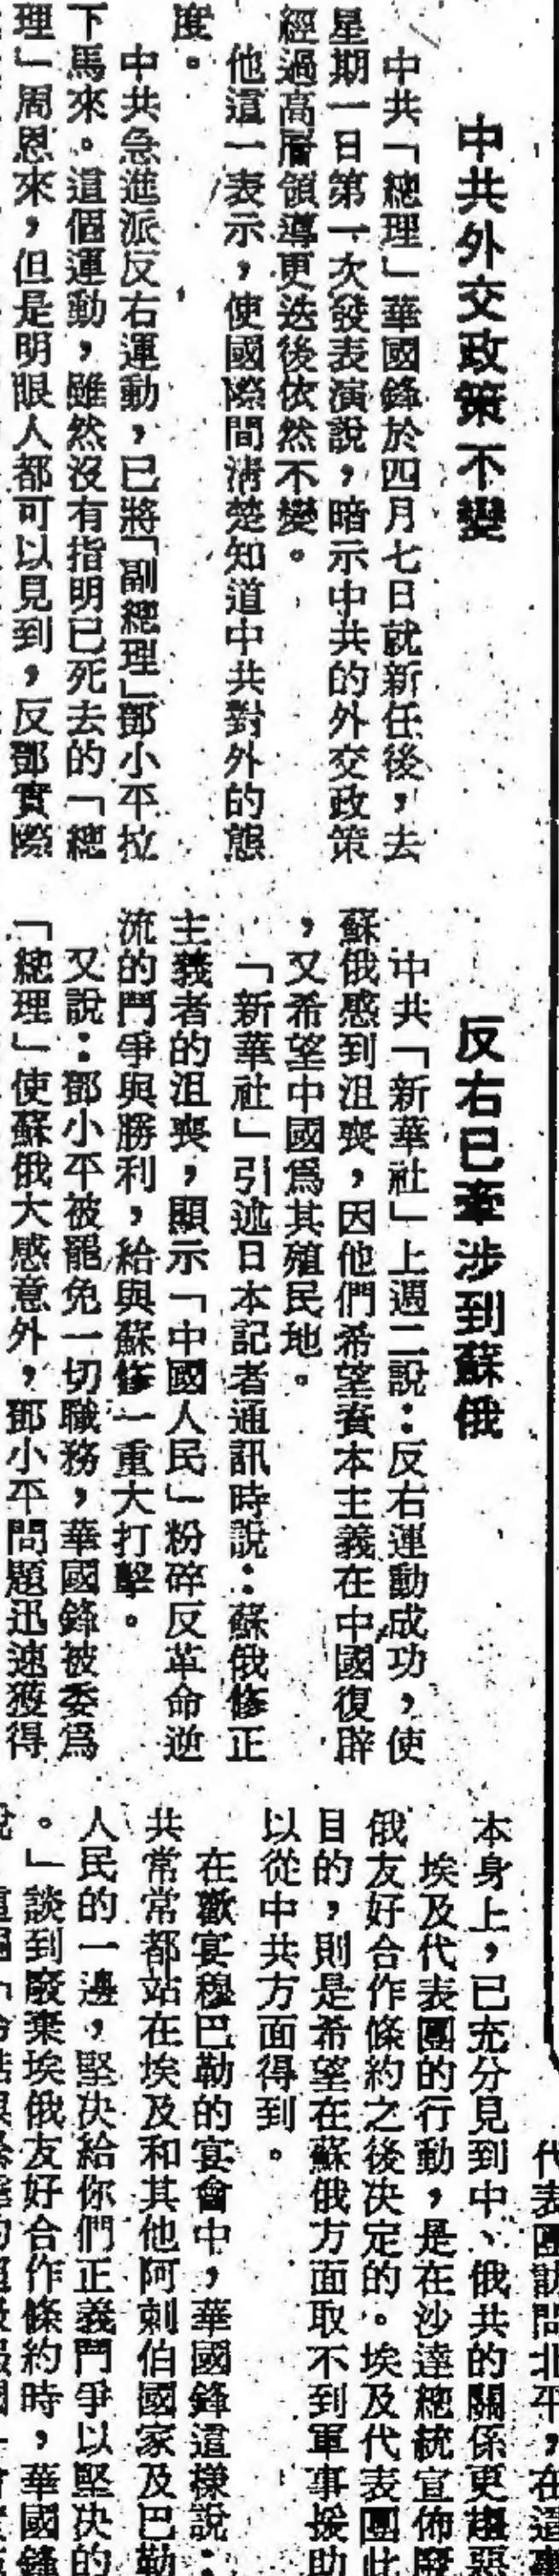 中共外交政策不變
中共「總理」華國鋒於四月七日就新任後，去
星期一日第一次發表演說，暗示中共的外交政策
經過高層領導更迭後依然不變。
他這一表示，使國際間清楚知道中共對外的態
度。
中共急進派反右運動，已將「副總理」鄧小平拉
下馬來。這個運動，雖然沒有指明已死去的「總
理」周恩來，但是明眼人都可以見到，反鄧實際
反右已牽涉到蘇俄
中共「新華社」上週二說：反右運動成功，使
蘇俄感到沮喪，因他們希望資本主義在中國復辟
，又希望中國爲其殖民地。
「新華社」引述日本記者通訊時說：蘇俄修正
主義者的沮喪，顯示「中國人民」粉碎反革命逆
流的鬥爭與勝利，給與蘇修一重大打擊。
又說：鄧小平被罷免一切職務，華國鋒被委爲
「總理」使蘇俄大感意外，鄧小平問題迅速獲得
代表團訪問北平，在這
本身上，已充分見到中、俄共的關係更趨惡
埃及代表團的行動，是在沙達總統宣佈廢
俄友好合作條約之後決定的。埃及代表團此
目的，則是希望在蘇俄方面取不到軍事援助
以從中共方面得到。
在歡宴穆巴勒的宴會中，華國鋒這樣說：
共常常都站在埃及和其他阿剌伯國家及巴勒
人民的一邊，堅決給你們正義鬥爭以堅決的
。」談到廢棄埃俄友好合作條約時，華國鋒